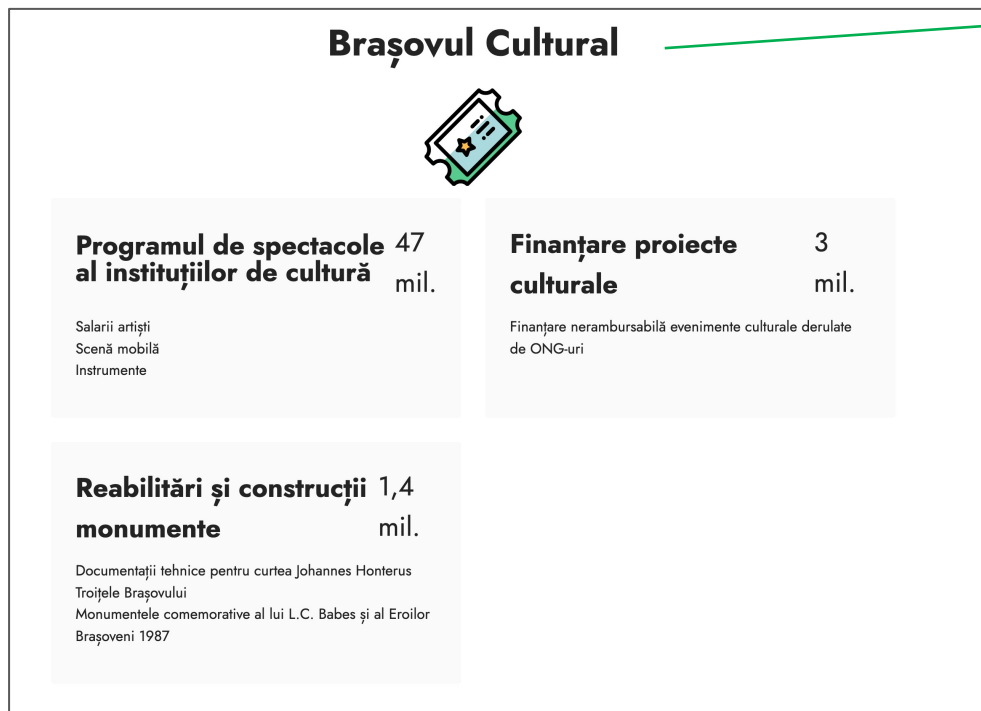 Brașovul Cultural
Programul de spectacole
al instituțiilor de cultură
47
mil.
Salarii artiști
Scenă mobilă
Instrumente
Finanțare proiecte
culturale
3
mil.
Finanțare nerambursabilă evenimente culturale derulate
de ONG-uri
Reabilitări și construcții
monumente
1,4
mil.
Documentații tehnice pentru curtea Johannes Honterus
Troițele Brașovului
Monumentele comemorative al lui L.C. Babes și al Eroilor
Brașoveni 1987